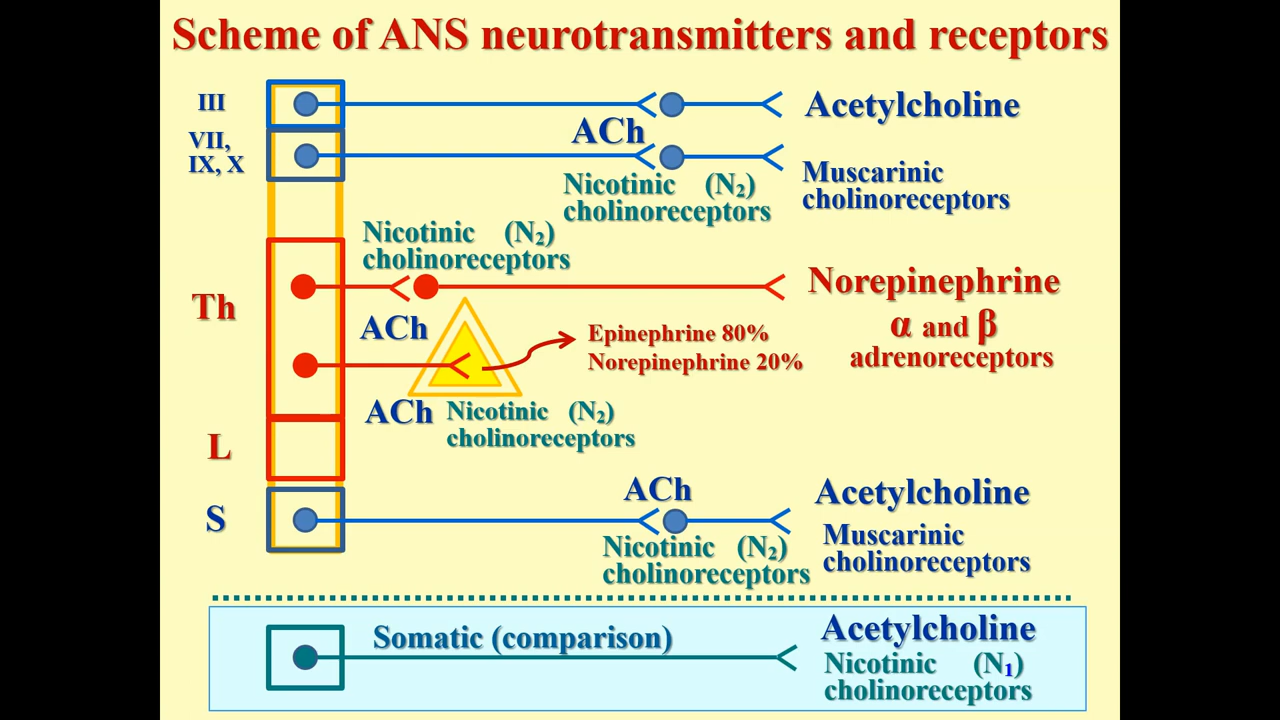 Scheme of ANS neurotransmitters and receptors
III
Acetylcholine
ACh
VII,
IX, X
Nicotinic (N₂)
cholinoreceptors
Muscarinic
cholinoreceptors
Nicotinic (N₂)
cholinoreceptors
Th
Norepinephrine
α and β
adrenoreceptors
ACh
Epinephrine 80%
Norepinephrine 20%
ACh
Nicotinic (N₂)
cholinoreceptors
L
S
ACh
Acetylcholine
Nicotinic (N₂)
cholinoreceptors
Muscarinic
cholinoreceptors
Somatic (comparison)
Acetylcholine
Nicotinic (N₁)
cholinoreceptors